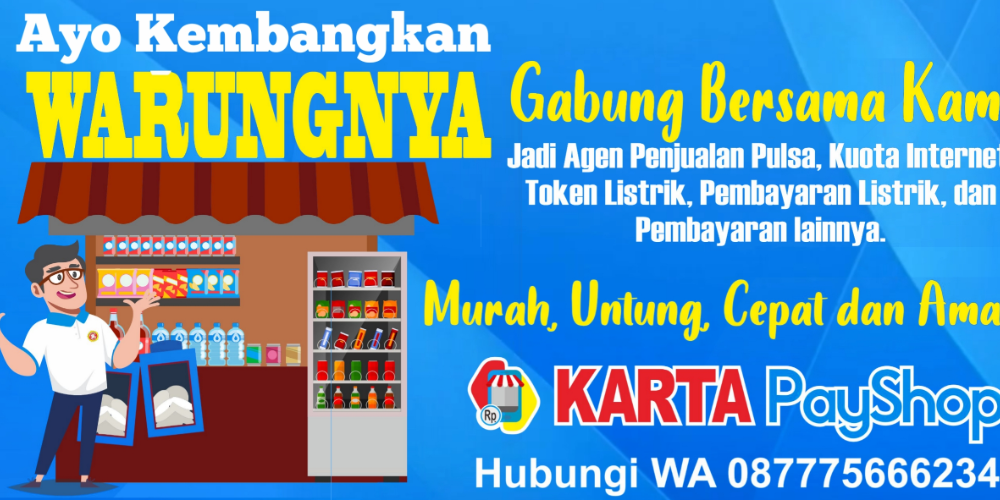 Ayo Kembangkan
WARUNGNYA
Gabung Bersama Kam
Jadi Agen Penjualan Pulsa, Kuota Internet
Token Listrik, Pembayaran Listrik, dan
Pembayaran lainnya.
Murah, Untung, Cepat dan Ama
Rp
KARTA PayShop
Hubungi WA 087775666234